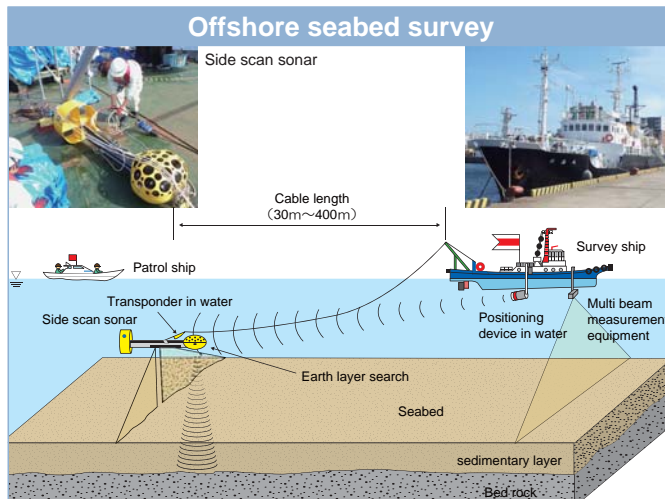 Offshore seabed survey
Side scan sonar
Cable length
（30m～400m）
Survey ship
Patrol ship
Transponder in water
Side scan sonar
Positioning
device in water
Multi beam
measurement
equipment
Earth layer search
Seabed
sedimentary layer
Bed rock